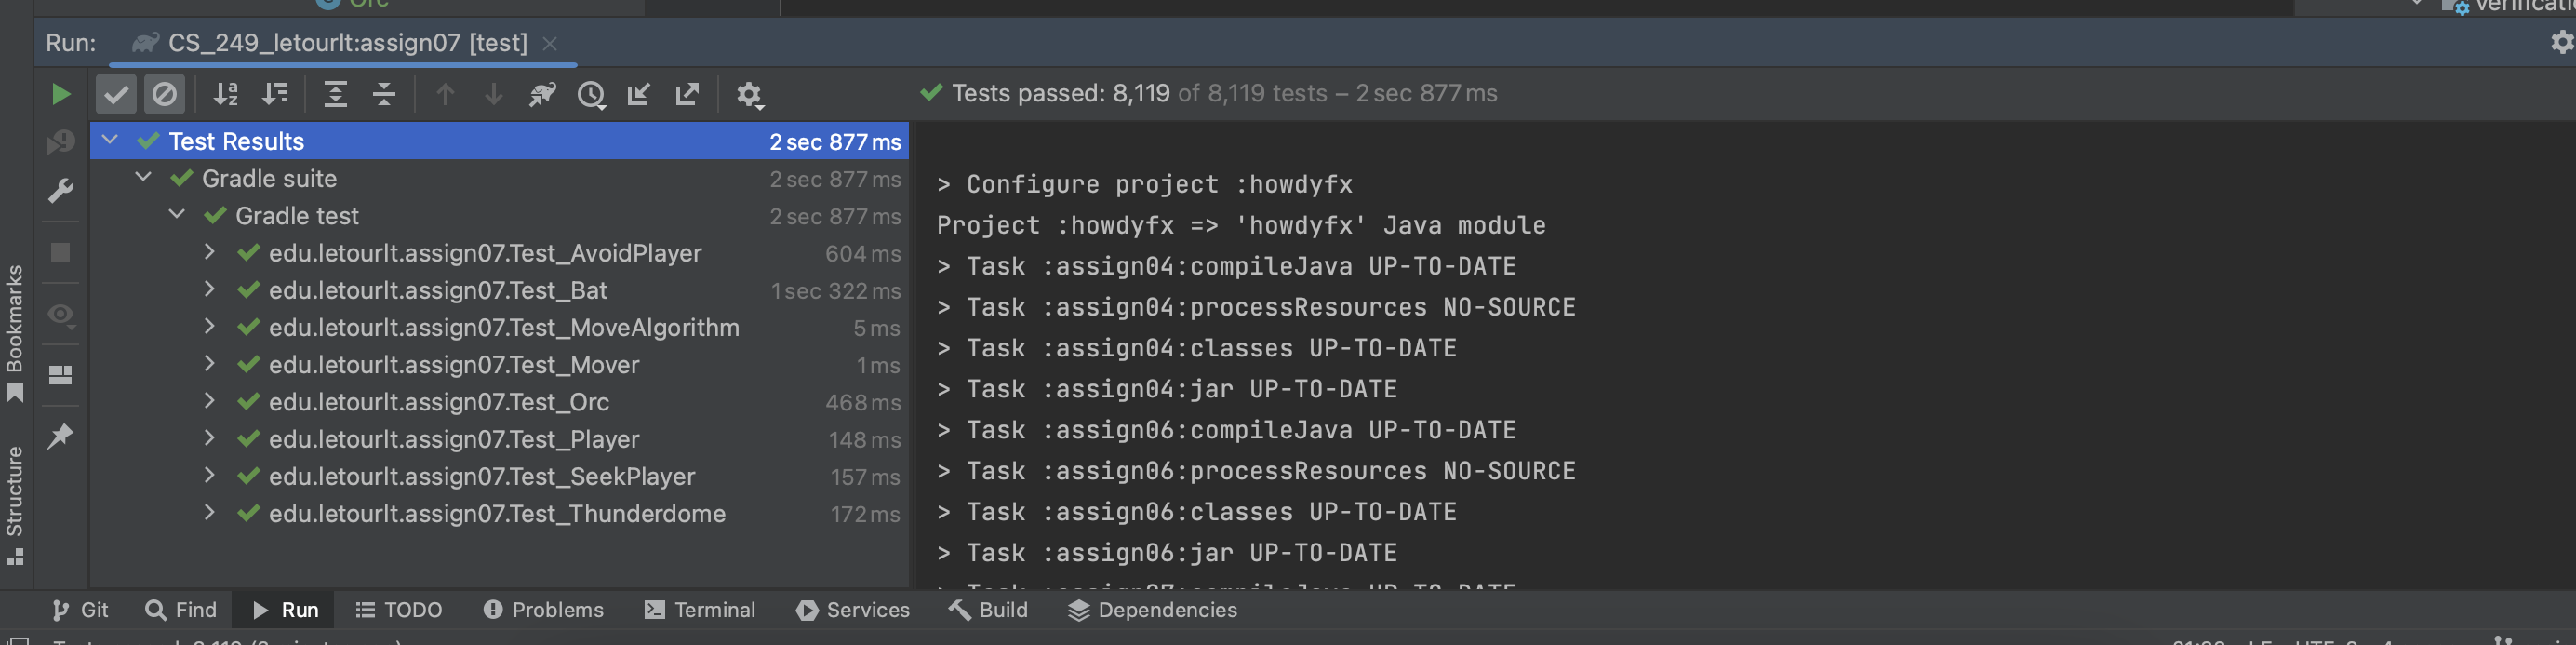 Orc
Run: CS_249_letourlt:assign07 [test]
Tests passed: 8,119 of 8,119 tests – 2 sec 877 ms
Test Results 2 sec 877 ms
Gradle suite 2 sec 877 ms
Gradle test 2 sec 877 ms
edu.letourlt.assign07.Test_AvoidPlayer 604 ms
edu.letourlt.assign07.Test_Bat 1 sec 322 ms
edu.letourlt.assign07.Test_MoveAlgorithm 5 ms
edu.letourlt.assign07.Test_Mover 1 ms
edu.letourlt.assign07.Test_Orc 468 ms
edu.letourlt.assign07.Test_Player 148 ms
edu.letourlt.assign07.Test_SeekPlayer 157 ms
edu.letourlt.assign07.Test_Thunderdome 172 ms
> Configure project :howdyfx
Project :howdyfx => 'howdyfx' Java module
> Task :assign04:compileJava UP-TO-DATE
> Task :assign04:processResources NO-SOURCE
> Task :assign04:classes UP-TO-DATE
> Task :assign04:jar UP-TO-DATE
> Task :assign06:compileJava UP-TO-DATE
> Task :assign06:processResources NO-SOURCE
> Task :assign06:classes UP-TO-DATE
> Task :assign06:jar UP-TO-DATE
> Task :assign07:compileJava UP-TO-DATE
Bookmarks
Structure
Git Find Run TODO Problems Terminal Services Build Dependencies